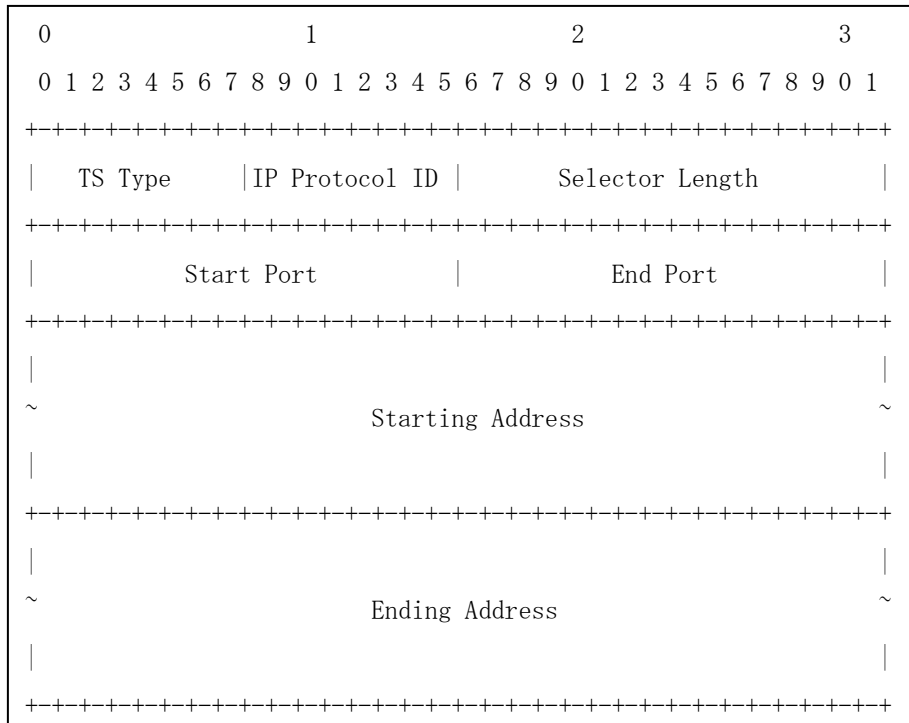 0                   1                   2                   3
0 1 2 3 4 5 6 7 8 9 0 1 2 3 4 5 6 7 8 9 0 1 2 3 4 5 6 7 8 9 0 1
+-+-+-+-+-+-+-+-+-+-+-+-+-+-+-+-+-+-+-+-+-+-+-+-+-+-+-+-+-+-+-+-+
|   TS Type     |IP Protocol ID |       Selector Length         |
+-+-+-+-+-+-+-+-+-+-+-+-+-+-+-+-+-+-+-+-+-+-+-+-+-+-+-+-+-+-+-+-+
|           Start Port          |           End Port            |
+-+-+-+-+-+-+-+-+-+-+-+-+-+-+-+-+-+-+-+-+-+-+-+-+-+-+-+-+-+-+-+-+
|                                                               |
~                         Starting Address                      ~
|                                                               |
+-+-+-+-+-+-+-+-+-+-+-+-+-+-+-+-+-+-+-+-+-+-+-+-+-+-+-+-+-+-+-+-+
|                                                               |
~                         Ending Address                        ~
|                                                               |
+-+-+-+-+-+-+-+-+-+-+-+-+-+-+-+-+-+-+-+-+-+-+-+-+-+-+-+-+-+-+-+-+